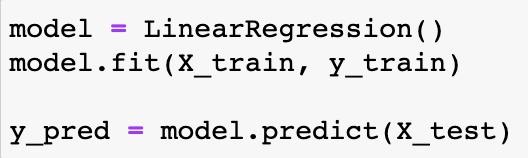 model = LinearRegression()
model.fit(X_train, y_train)
y_pred = model.predict(X_test)